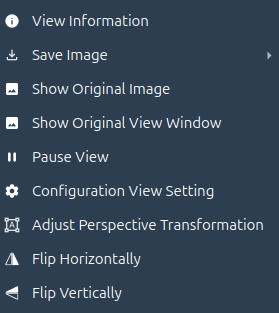 View Information
Save Image
Show Original Image
Show Original View Window
Pause View
Configuration View Setting
Adjust Perspective Transformation
Flip Horizontally
Flip Vertically